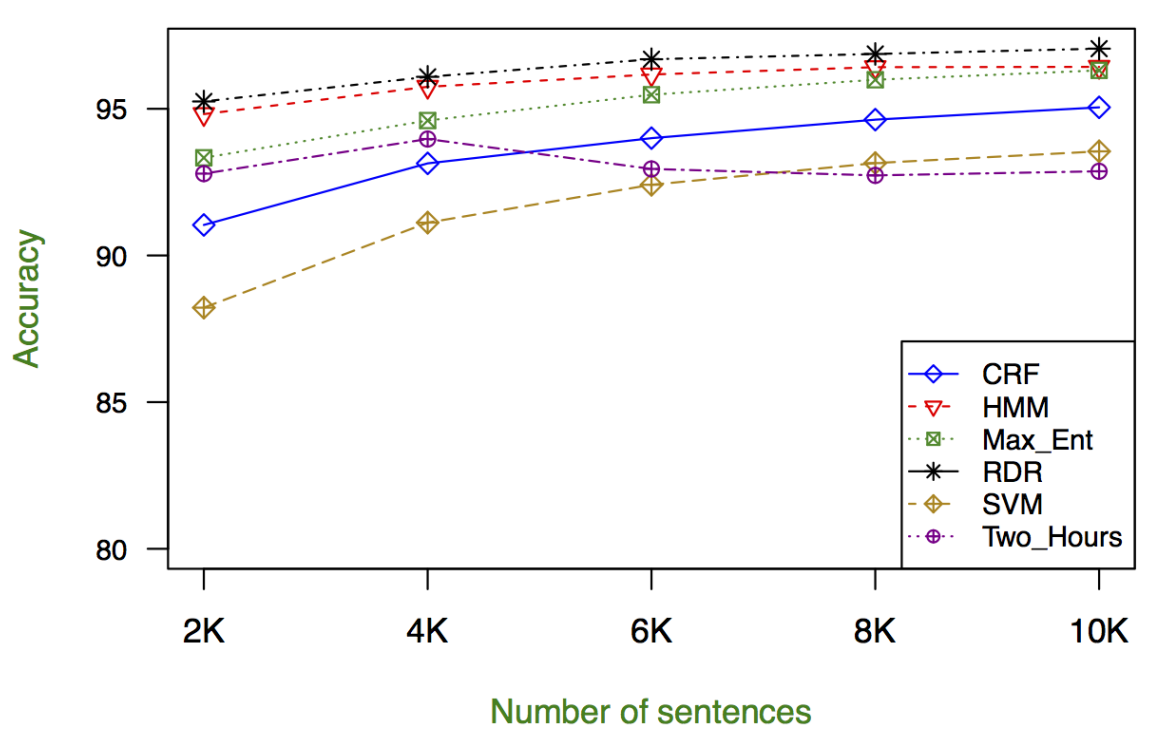 Accuracy
95
90
85
80
CRF
HMM
Max_Ent
RDR
SVM
Two_Hours
2K 4K 6K 8K 10K
Number of sentences